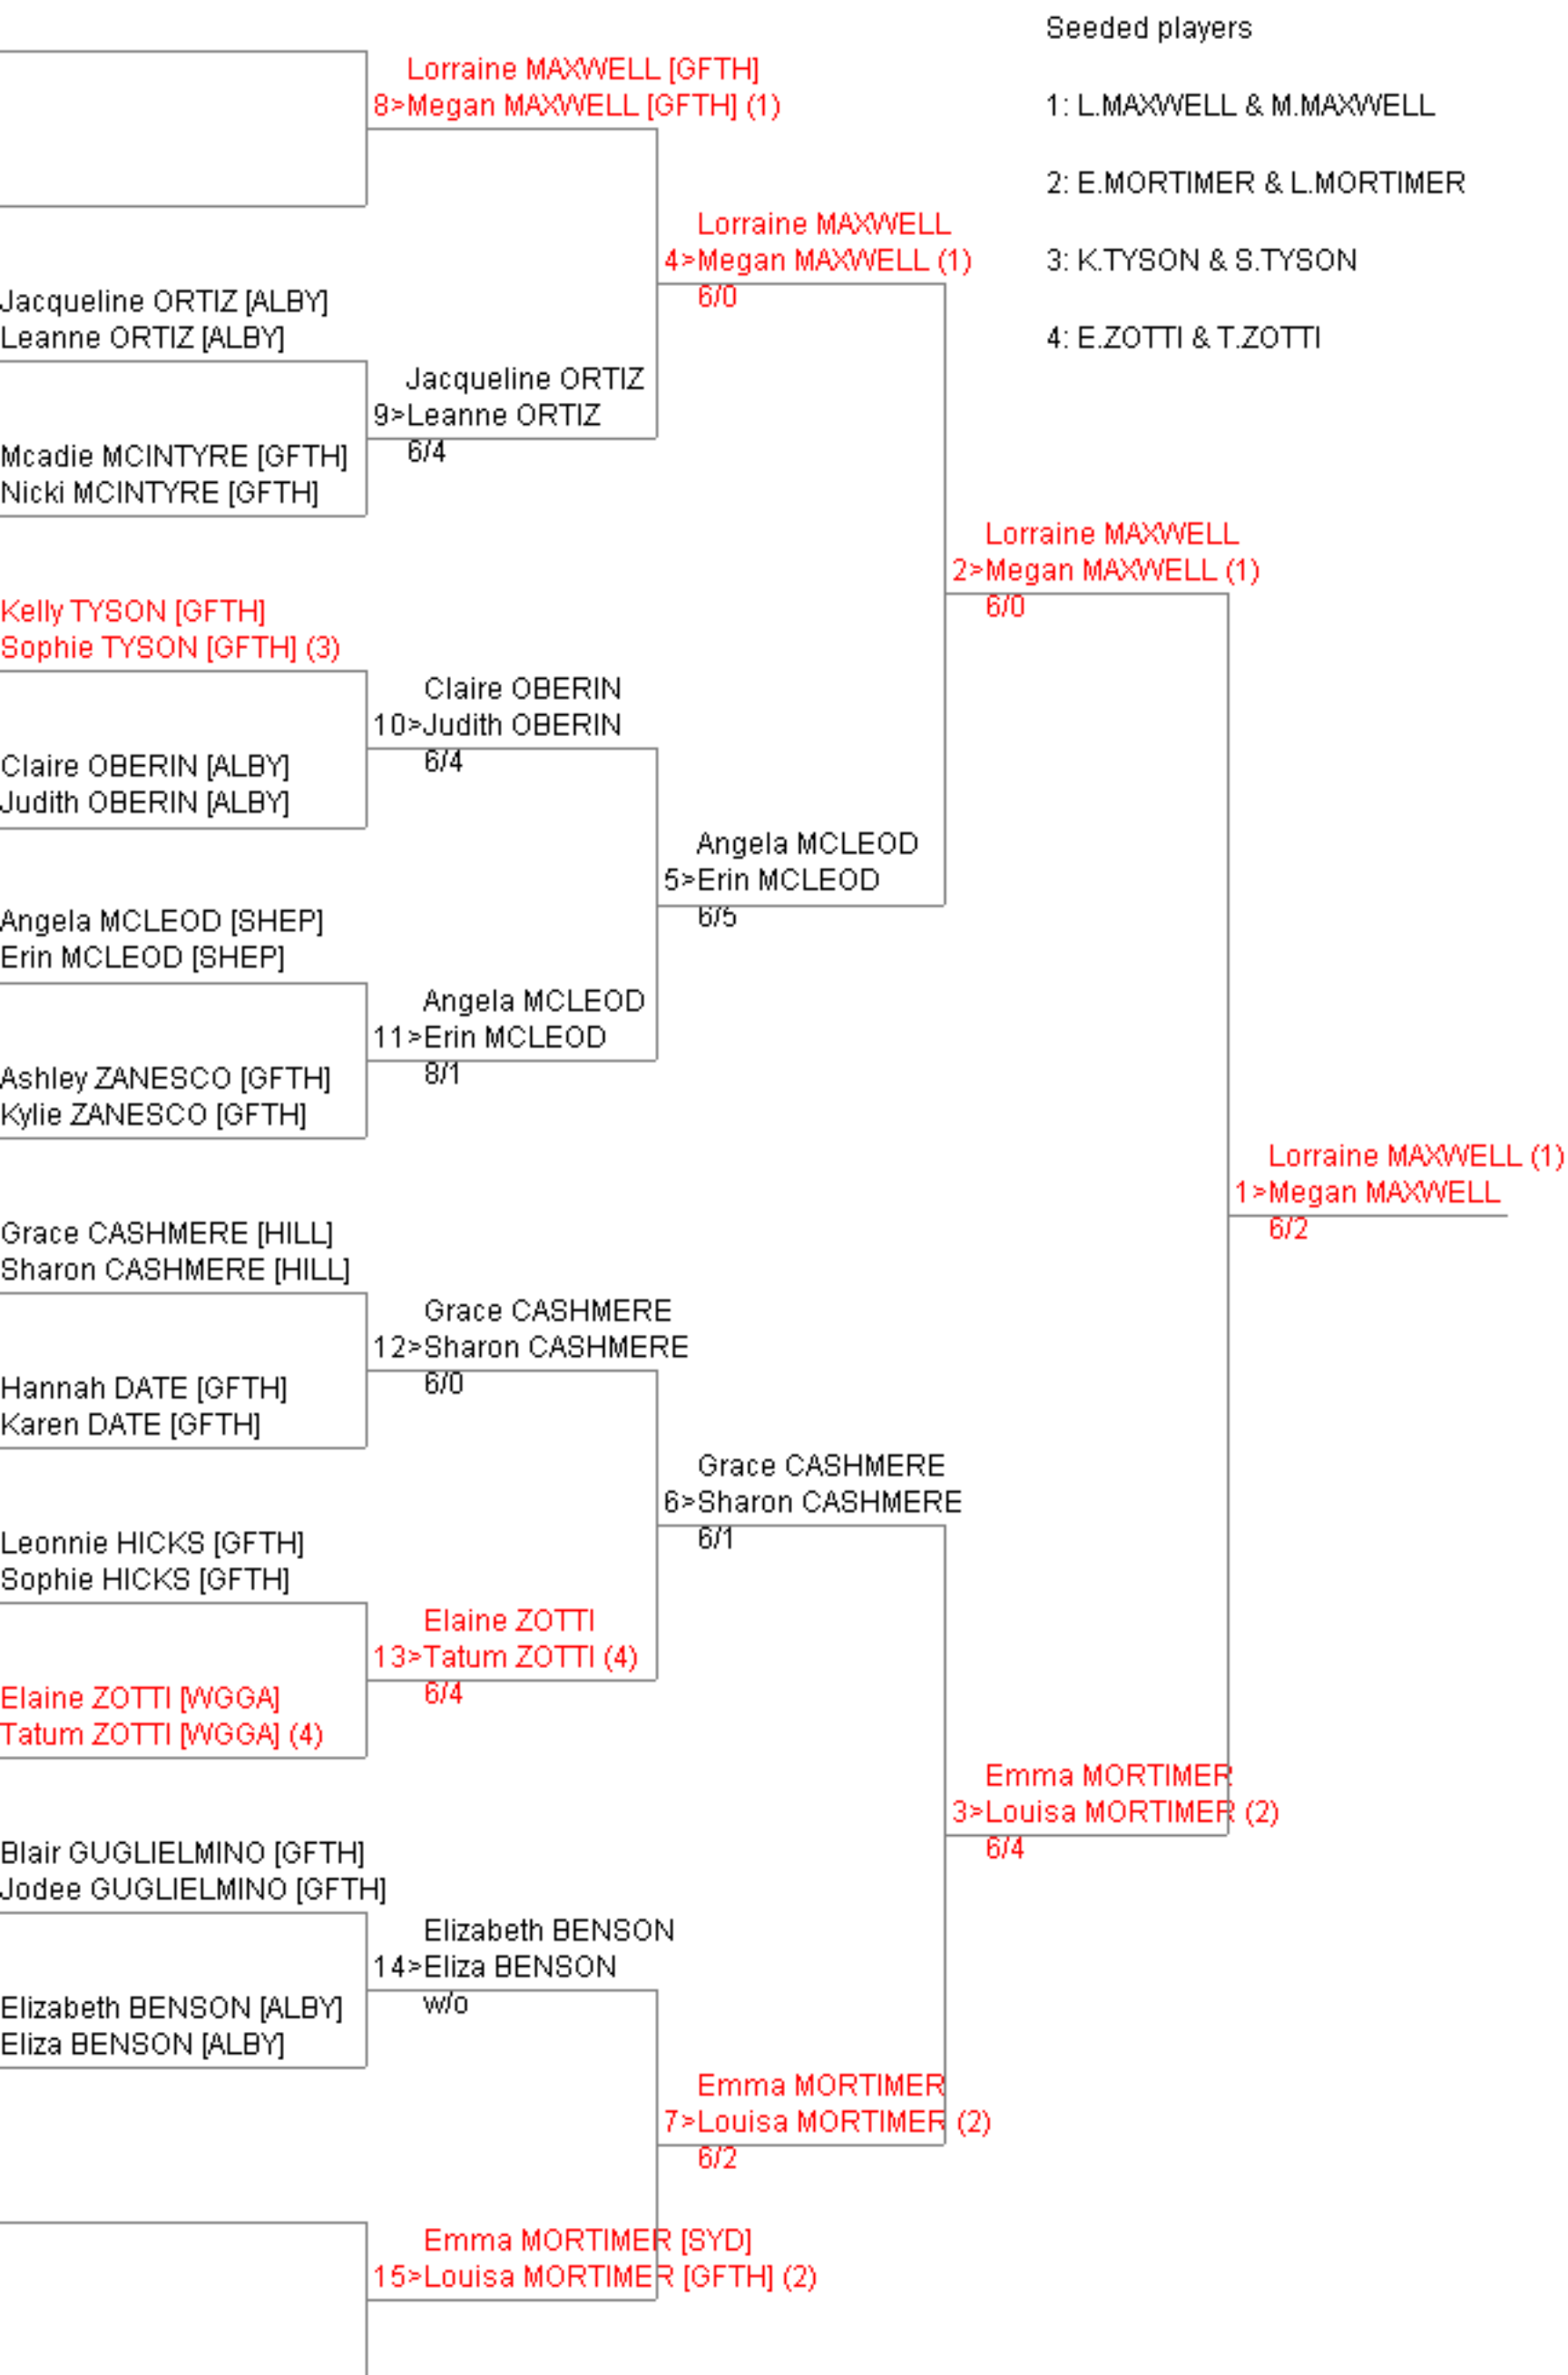 Seeded players
1: L.MAXWELL & M.MAXWELL
2: E.MORTIMER & L.MORTIMER
3: K.TYSON & S.TYSON
4: E.ZOTTI & T.ZOTTI
Jacqueline ORTIZ [ALBY]
Leanne ORTIZ [ALBY]
Mcadie MCINTYRE [GFTH]
Nicki MCINTYRE [GFTH]
Kelly TYSON [GFTH]
Sophie TYSON [GFTH] (3)
Claire OBERIN [ALBY]
Judith OBERIN [ALBY]
Angela MCLEOD [SHEP]
Erin MCLEOD [SHEP]
Ashley ZANESCO [GFTH]
Kylie ZANESCO [GFTH]
Grace CASHMERE [HILL]
Sharon CASHMERE [HILL]
Hannah DATE [GFTH]
Karen DATE [GFTH]
Leonnie HICKS [GFTH]
Sophie HICKS [GFTH]
Elaine ZOTTI [WGGA]
Tatum ZOTTI [WGGA] (4)
Blair GUGLIELMINO [GFTH]
Jodee GUGLIELMINO [GFTH]
Elizabeth BENSON [ALBY]
Eliza BENSON [ALBY]
Lorraine MAXWELL [GFTH]
8>Megan MAXWELL [GFTH] (1)
Jacqueline ORTIZ
9>Leanne ORTIZ
6/4
Claire OBERIN
10>Judith OBERIN
6/4
Angela MCLEOD
11>Erin MCLEOD
8/1
Grace CASHMERE
12>Sharon CASHMERE
6/0
Elaine ZOTTI
13>Tatum ZOTTI (4)
6/4
Elizabeth BENSON
14>Eliza BENSON
w/o
Emma MORTIMER [SYD]
15>Louisa MORTIMER [GFTH] (2)
Lorraine MAXWELL
4>Megan MAXWELL (1)
6/0
Angela MCLEOD
5>Erin MCLEOD
6/5
Grace CASHMERE
6>Sharon CASHMERE
6/1
Emma MORTIMER
7>Louisa MORTIMER (2)
6/2
Lorraine MAXWELL
2>Megan MAXWELL (1)
6/0
Emma MORTIMER
3>Louisa MORTIMER (2)
6/4
Lorraine MAXWELL (1)
1>Megan MAXWELL
6/2